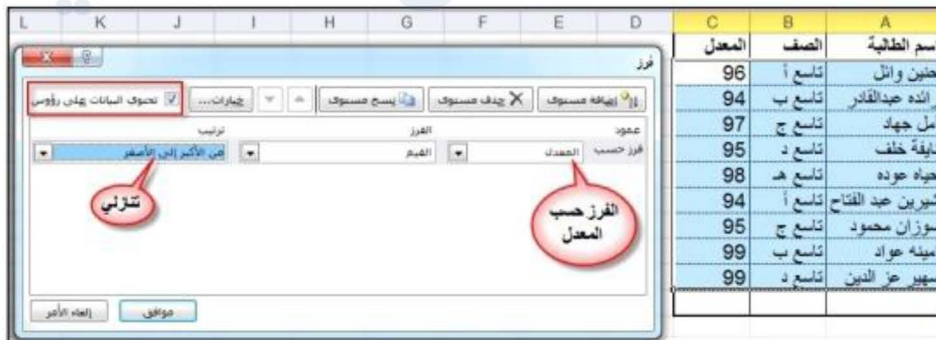 A B C D E F G H I J K L
اسم الطالبة الصف المعدل
حنين وائل تاسع أ 96
رائده عبدالقادر تاسع ب 94
امل جهاد تاسع ج 97
نايفة خلف تاسع د 95
حياه عوده تاسع هـ 98
شيرين عبد الفتاح تاسع أ 94
سوزان محمود تاسع ج 95
امينه عواد تاسع ب 99
سهير عز الدين تاسع د 99
فرز
إضافة مستوى حذف مستوى نسخ مستوى خيارات... تحتوي البيانات على رؤوس
عمود الفرز ترتيب
فرز حسب المعدل القيم من الأكبر إلى الأصغر
الفرز حسب
المعدل
تنازلي
موافق إلغاء الأمر